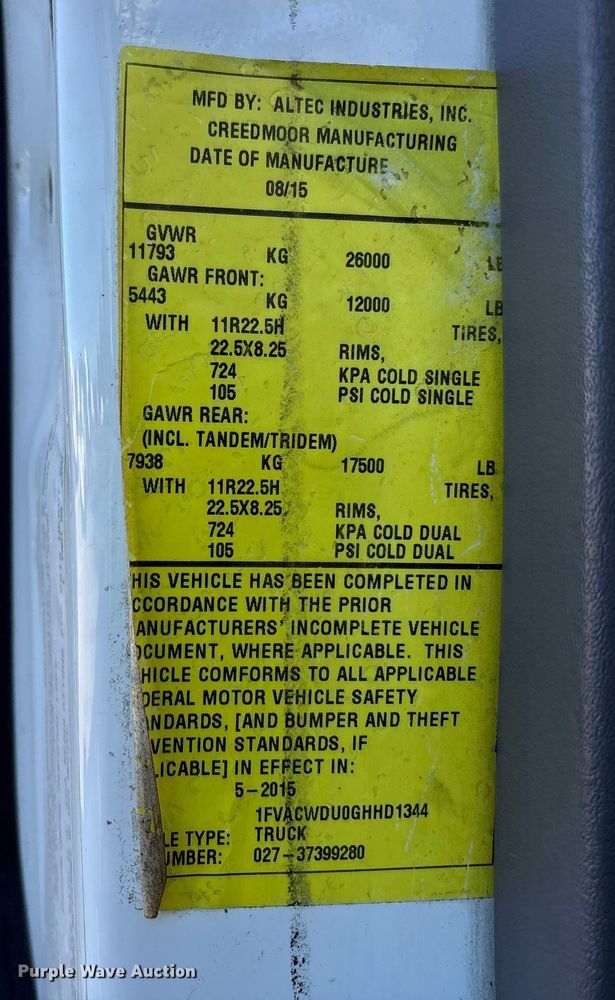 MFD BY: ALTEC INDUSTRIES, INC.
CREEDMOOR MANUFACTURING
DATE OF MANUFACTURE
08/15
GVWR
11793 KG 26000 LB
GAWR FRONT:
5443 KG 12000 LB
WITH 11R22.5H TIRES,
22.5X8.25 RIMS,
724 KPA COLD SINGLE
105 PSI COLD SINGLE
GAWR REAR:
(INCL. TANDEM/TRIDEM)
7938 KG 17500 LB
WITH 11R22.5H TIRES,
22.5X8.25 RIMS,
724 KPA COLD DUAL
105 PSI COLD DUAL
HIS VEHICLE HAS BEEN COMPLETED IN
CCORDANCE WITH THE PRIOR
ANUFACTURERS' INCOMPLETE VEHICLE
OCUMENT, WHERE APPLICABLE. THIS
HICLE COMFORMS TO ALL APPLICABLE
DERAL MOTOR VEHICLE SAFETY
ANDARDS, [AND BUMPER AND THEFT
VENTION STANDARDS, IF
LICABLE] IN EFFECT IN:
5-2015
1FVACWDU0GHHD1344
LE TYPE: TRUCK
UMBER: 027-37399280
Purple Wave Auction